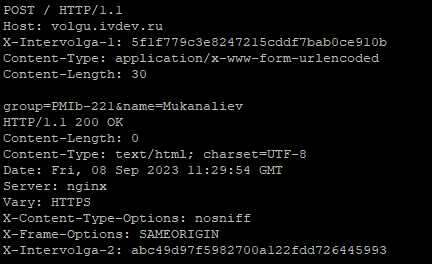 POST / HTTP/1.1
Host: volgu.ivdev.ru
X-Intervolga-1: 5f1f779c3e8247215cddf7bab0ce910b
Content-Type: application/x-www-form-urlencoded
Content-Length: 30

group=PMIb-221&name=Mukanaliev
HTTP/1.1 200 OK
Content-Length: 0
Content-Type: text/html; charset=UTF-8
Date: Fri, 08 Sep 2023 11:29:54 GMT
Server: nginx
Vary: HTTPS
X-Content-Type-Options: nosniff
X-Frame-Options: SAMEORIGIN
X-Intervolga-2: abc49d97f5982700a122fdd726445993